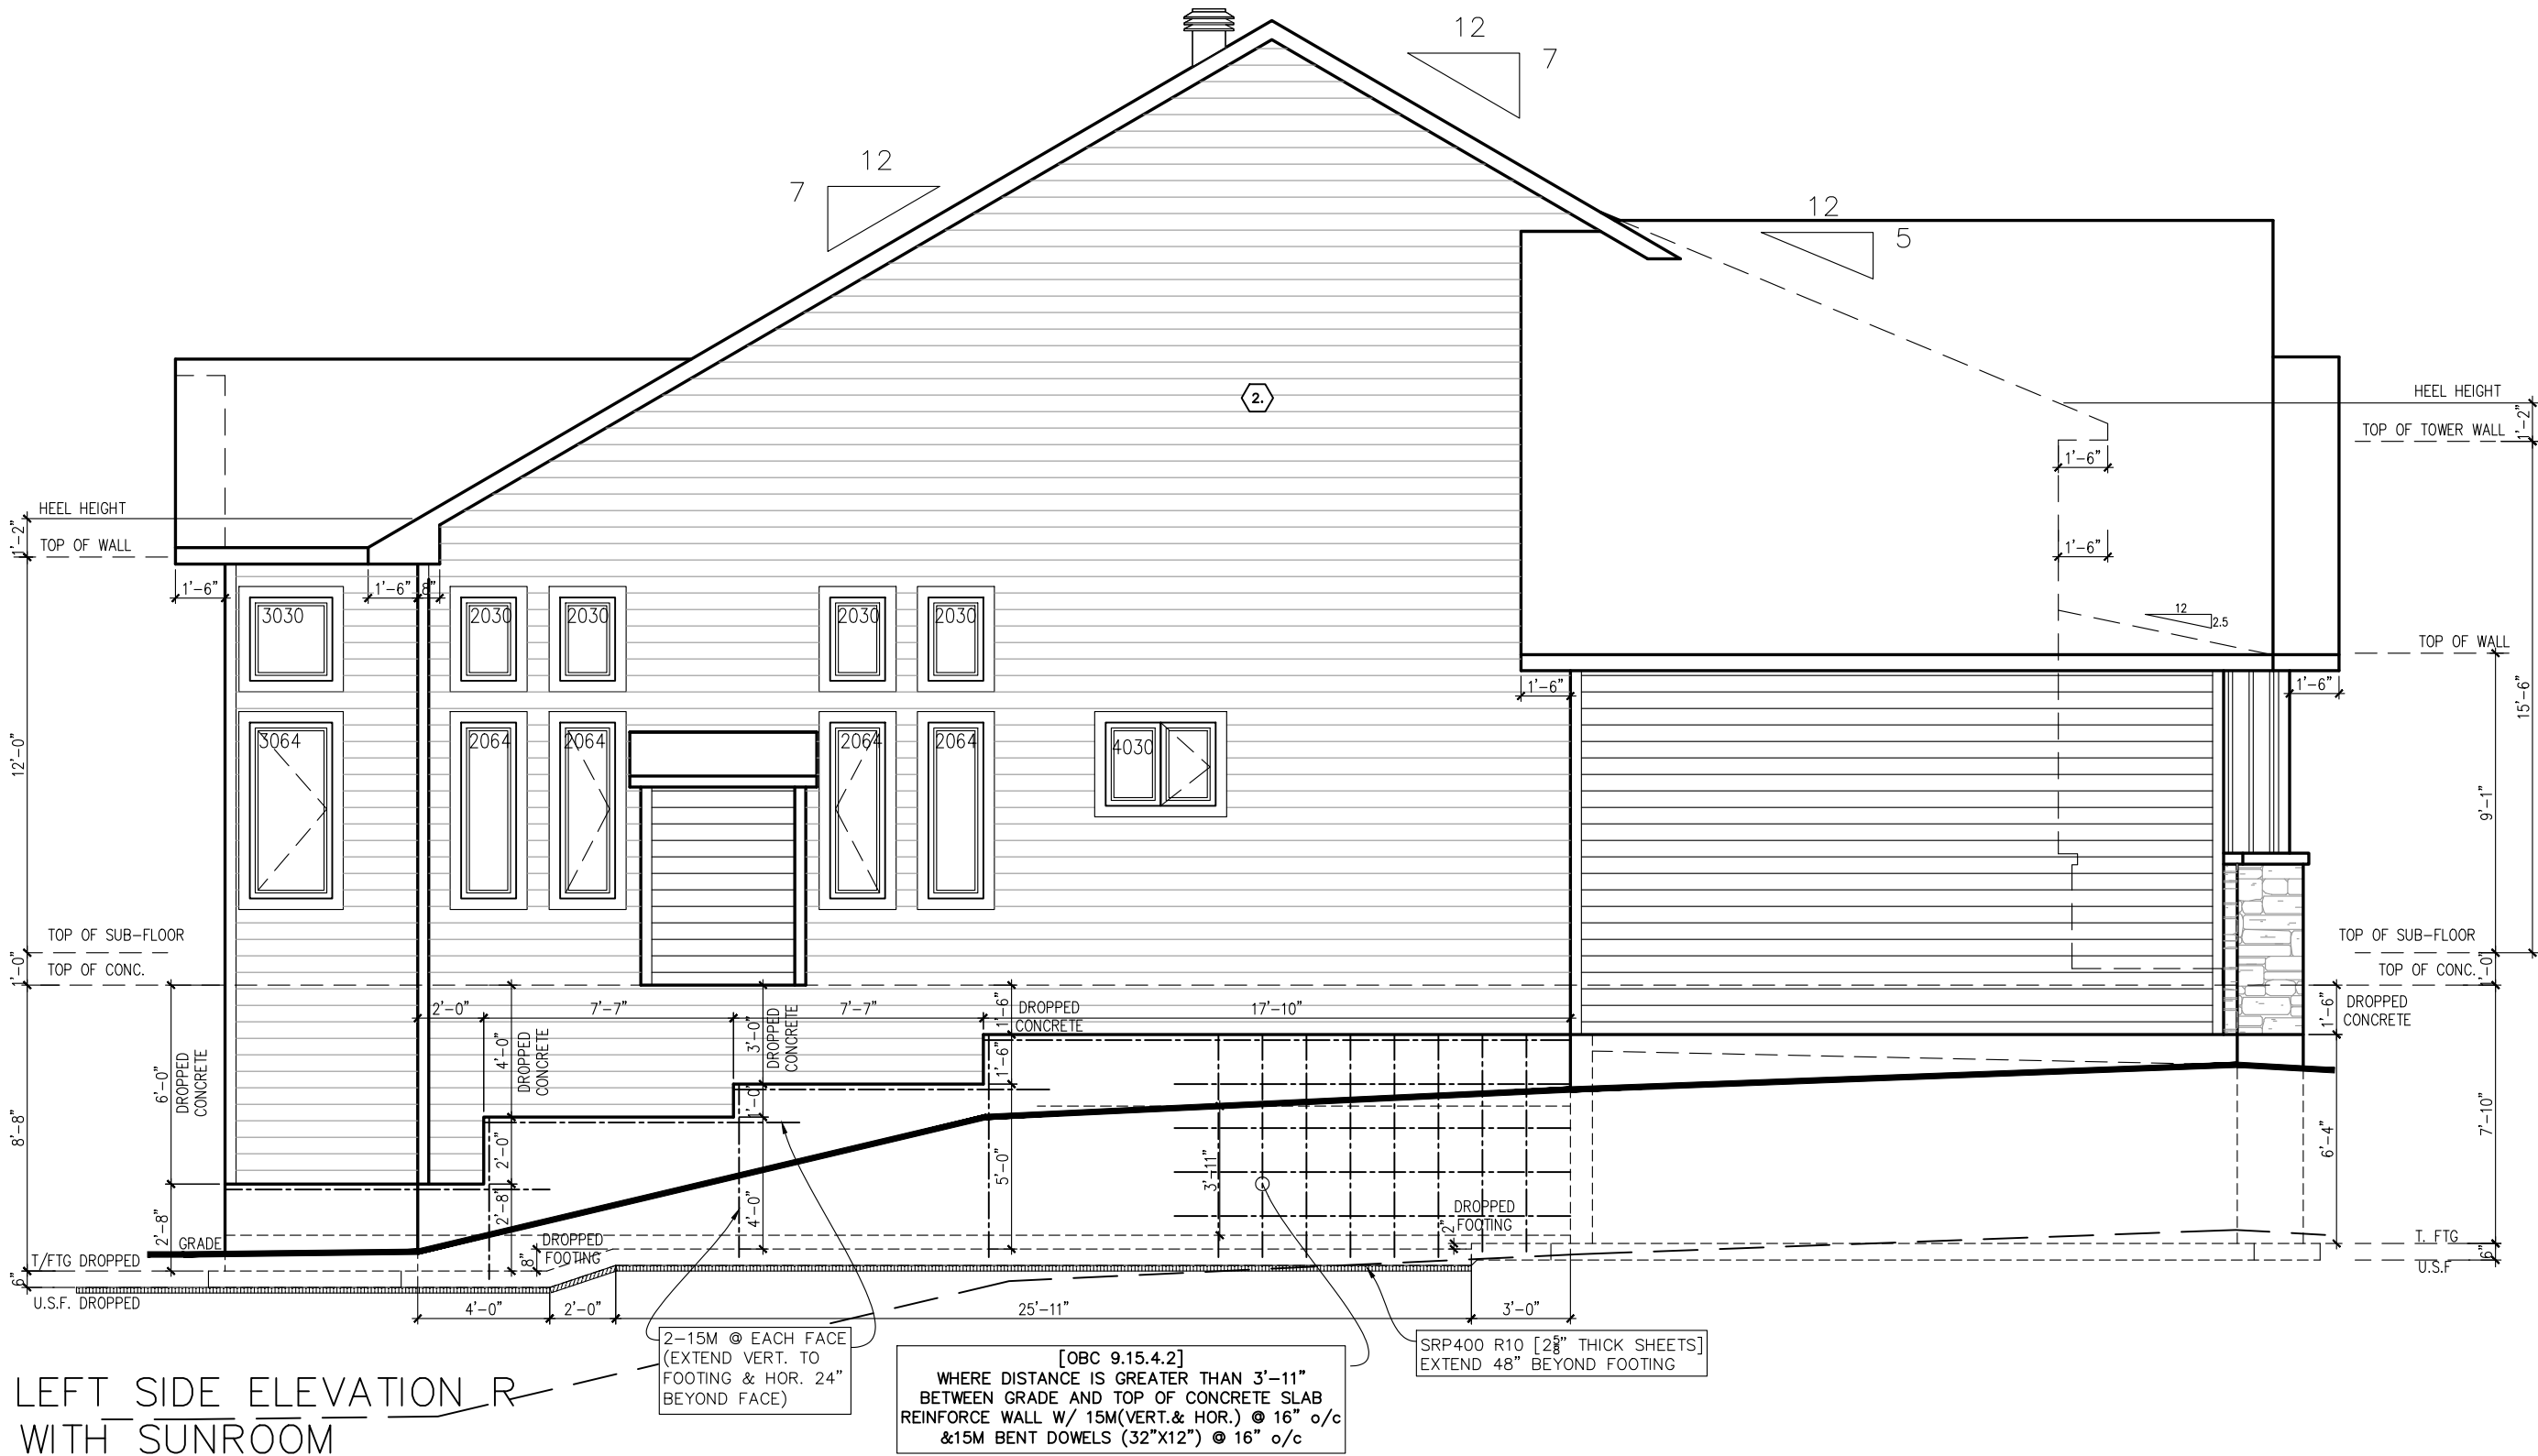 12
7
12
7
12
5
2.
HEEL HEIGHT
1'-2"
TOP OF TOWER WALL
1'-6"
HEEL HEIGHT
1'-2"
TOP OF WALL
1'-6"
1'-6"
1'-6"
8"
3030
2030
2030
2030
2030
12
2.5
TOP OF WALL
1'-6"
1'-6"
15'-6"
3064
2064
2064
2064
2064
4030
12'-0"
9'-1"
TOP OF SUB-FLOOR
TOP OF CONC.
1'-0"
TOP OF SUB-FLOOR
TOP OF CONC.
1'-0"
2'-0"
7'-7"
7'-7"
1'-6"
DROPPED
CONCRETE
17'-10"
1'-6"
DROPPED
CONCRETE
6'-0"
DROPPED
CONCRETE
4'-0"
DROPPED
CONCRETE
3'-0"
DROPPED
CONCRETE
1'-6"
1'-0"
8'-8"
2'-0"
5'-0"
3'-11"
6'-4"
7'-10"
2'-8"
2'-8"
4'-0"
DROPPED
FOOTING
2"
GRADE
DROPPED
FOOTING
8"
T/FTG DROPPED
6"
U.S.F. DROPPED
T. FTG
6"
U.S.F
4'-0"
2'-0"
25'-11"
3'-0"
2-15M @ EACH FACE
(EXTEND VERT. TO
FOOTING & HOR. 24"
BEYOND FACE)
[OBC 9.15.4.2]
WHERE DISTANCE IS GREATER THAN 3'-11"
BETWEEN GRADE AND TOP OF CONCRETE SLAB
REINFORCE WALL W/ 15M(VERT.& HOR.) @ 16" o/c
&15M BENT DOWELS (32"X12") @ 16" o/c
SRP400 R10 [2⅝" THICK SHEETS]
EXTEND 48" BEYOND FOOTING
LEFT SIDE ELEVATION R
WITH SUNROOM